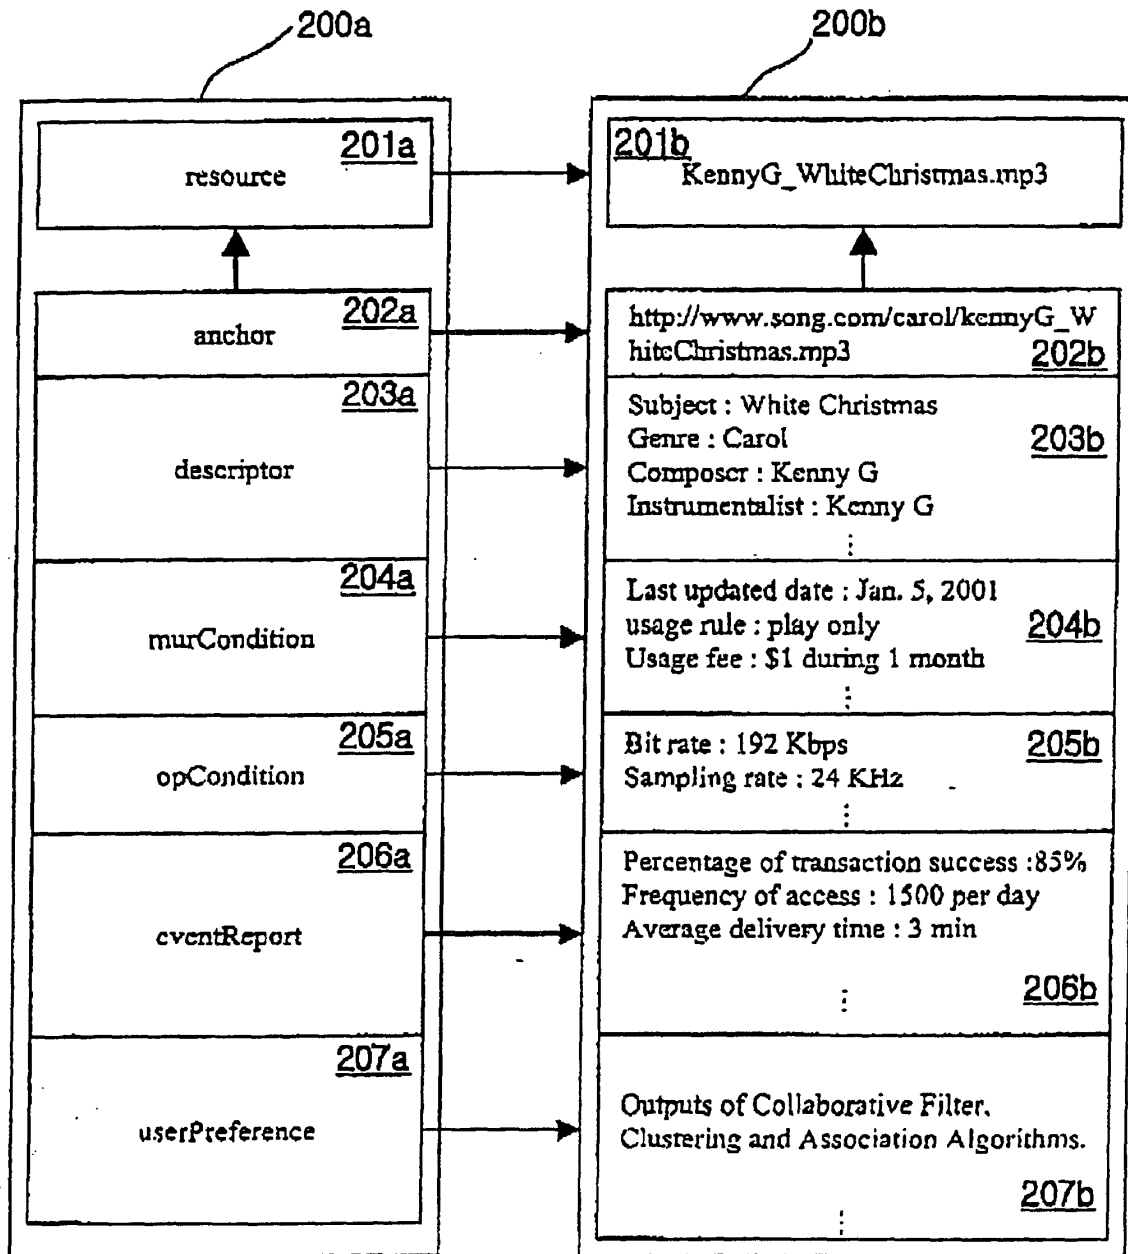 200a
200b
201a
resource
201b
KennyG_WhiteChristmas.mp3
202a
anchor
http://www.song.com/carol/kennyG_W
hiteChristmas.mp3
202b
203a
descriptor
Subject : White Christmas
Genre : Carol
Composer : Kenny G
Instrumentalist : Kenny G
203b
204a
murCondition
Last updated date : Jan. 5, 2001
usage rule : play only
Usage fee : $1 during 1 month
204b
205a
opCondition
Bit rate : 192 Kbps
Sampling rate : 24 KHz
205b
206a
eventReport
Percentage of transaction success :85%
Frequency of access : 1500 per day
Average delivery time : 3 min
206b
207a
userPreference
Outputs of Collaborative Filter,
Clustering and Association Algorithms.
207b